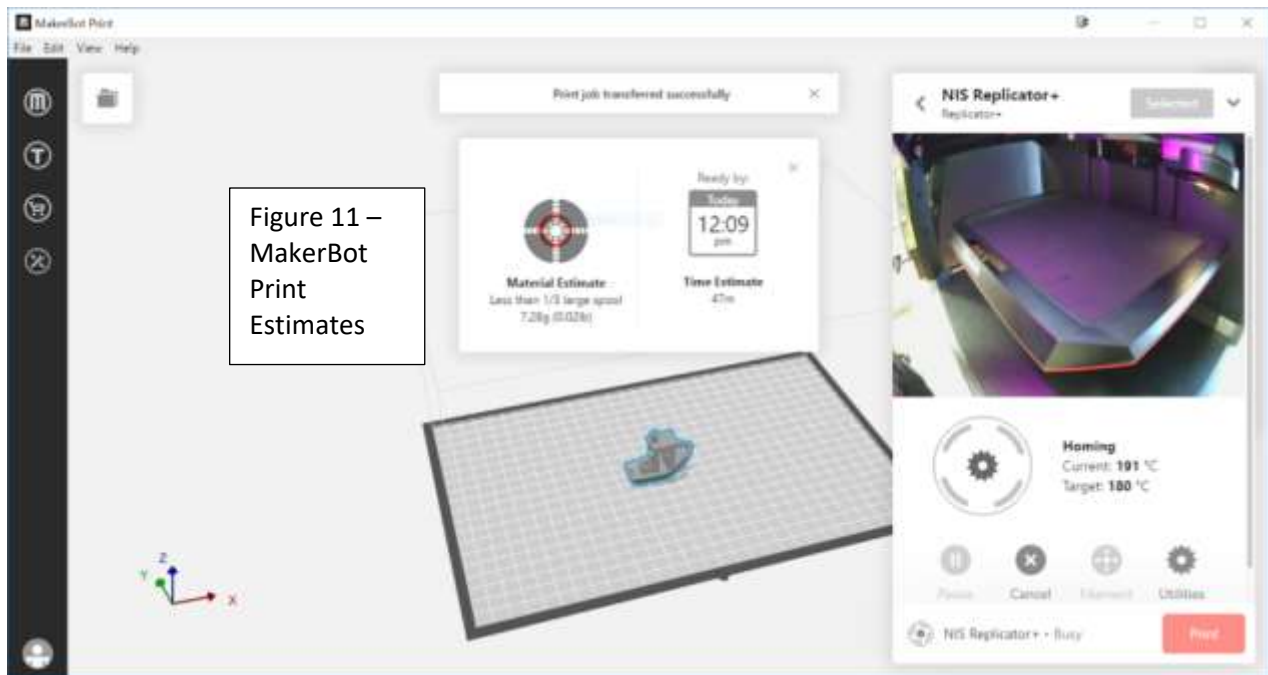 MakerBot Print
File Edit View Help
Print job transferred successfully
Figure 11 –
MakerBot
Print
Estimates
Material Estimate
Less than 1/3 large spool
7.28g (0.02lb)
Ready by:
Today
12:09
pm
Time Estimate
47m
NIS Replicator+
Replicator+
Selected
Homing
Current: 191 °C
Target: 180 °C
Pause Cancel Filament Utilities
NIS Replicator+ - Busy
Print
Z
Y
X